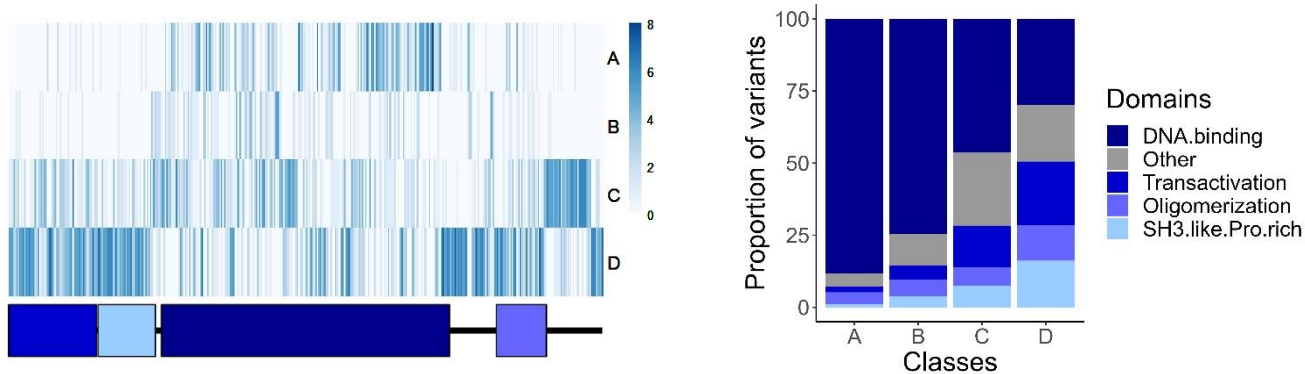 8
6
4
2
0
A
B
C
D
Proportion of variants
100
75
50
25
0
A B C D
Classes
Domains
DNA.binding
Other
Transactivation
Oligomerization
SH3.like.Pro.rich